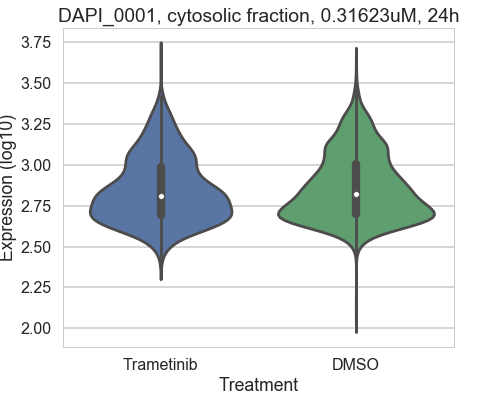 DAPI_0001, cytosolic fraction, 0.31623uM, 24h
Expression (log10)
3.75
3.50
3.25
3.00
2.75
2.50
2.25
2.00
Trametinib DMSO
Treatment